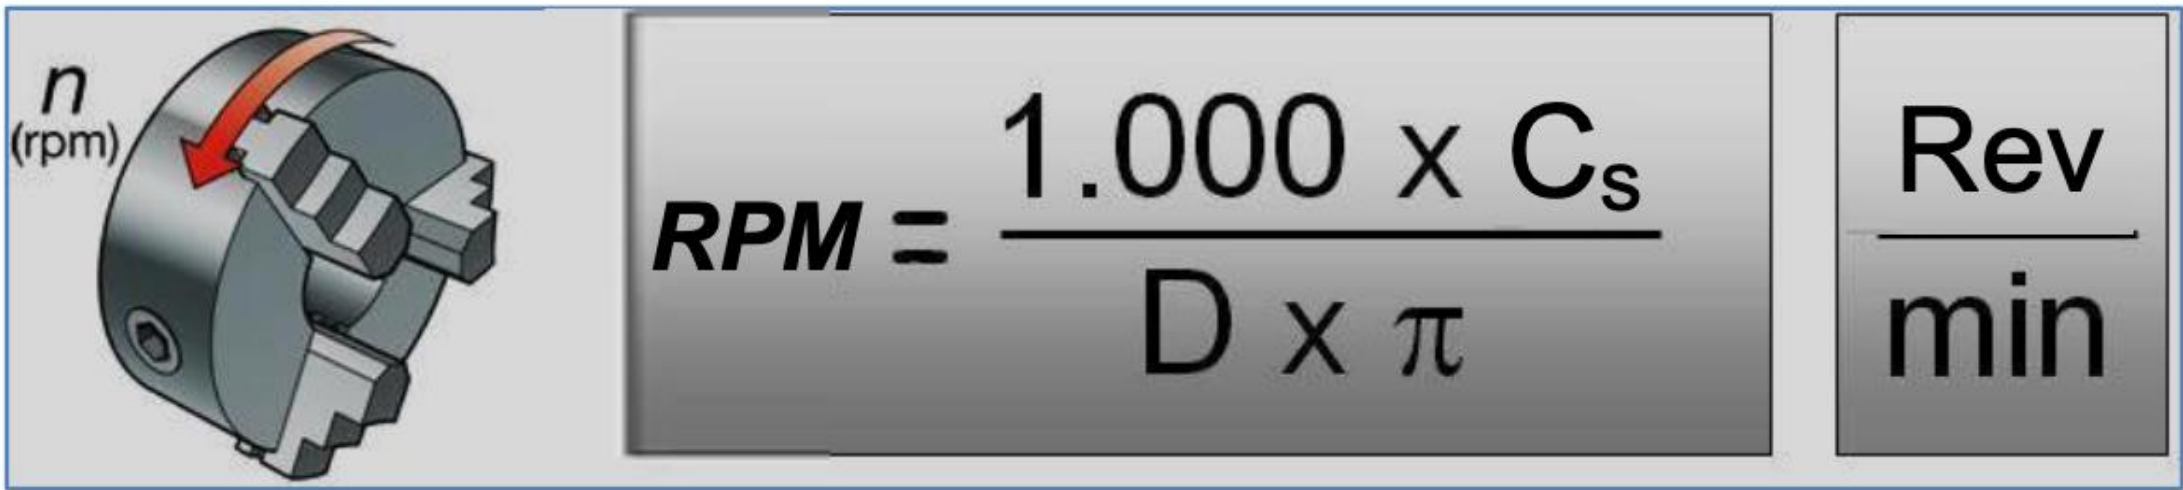 n
(rpm)
RPM = 1.000 x Cs
D x π
Rev
min